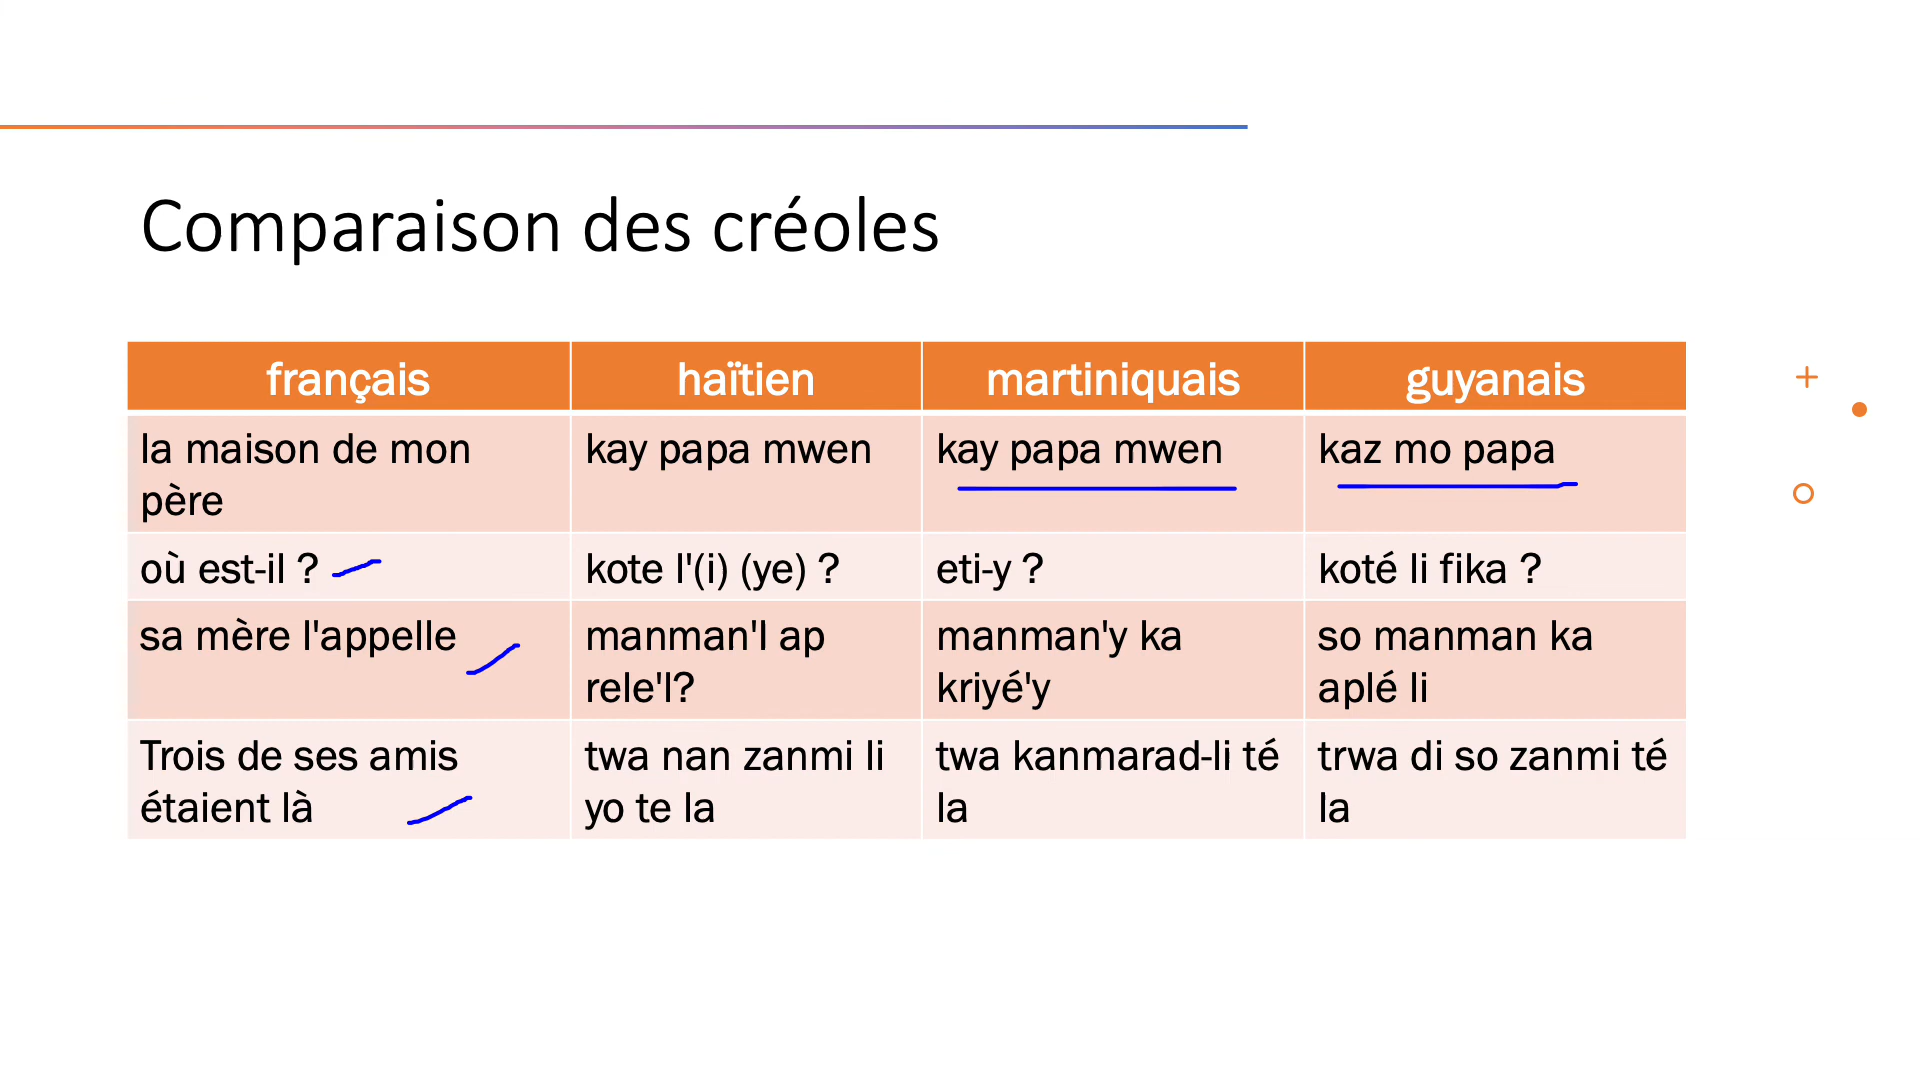 Comparaison des créoles
français haïtien martiniquais guyanais
la maison de mon
père
kay papa mwen
kay papa mwen
kaz mo papa
où est-il ?
kote l'(i) (ye) ?
eti-y ?
koté li fika ?
sa mère l'appelle
manman'l ap
rele'l?
manman'y ka
kriyé'y
so manman ka
aplé li
Trois de ses amis
étaient là
twa nan zanmi li
yo te la
twa kanmarad-li té
la
trwa di so zanmi té
la